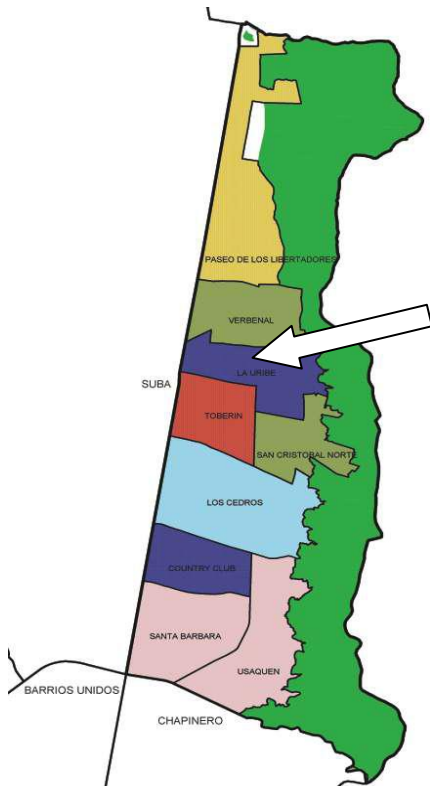 PASEO DE LOS LIBERTADORES
VERBENAL
LA URIBE
SUBA
TOBERIN
SAN CRISTOBAL NORTE
LOS CEDROS
COUNTRY CLUB
SANTA BARBARA
USAQUEN
BARRIOS UNIDOS
CHAPINERO